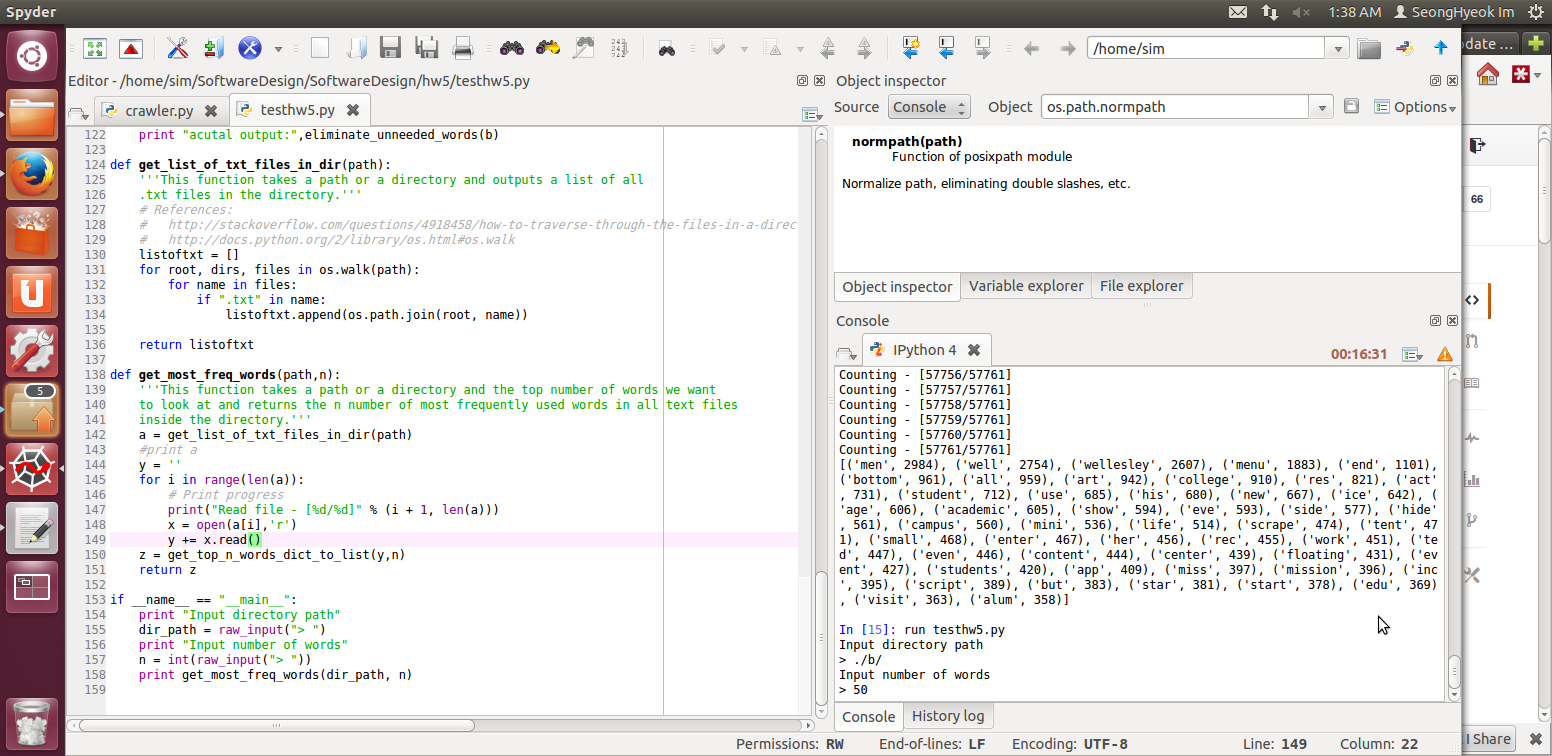 Spyder
1:38 AM SeongHyeok Im
/home/sim
date ...
Editor - /home/sim/SoftwareDesign/SoftwareDesign/hw5/testhw5.py
crawler.py
testhw5.py
122 print "acutal output:",eliminate_unneeded_words(b)
123
124 def get_list_of_txt_files_in_dir(path):
125 '''This function takes a path or a directory and outputs a list of all
126 .txt files in the directory.'''
127 # References:
128 # http://stackoverflow.com/questions/4918458/how-to-traverse-through-the-files-in-a-direc
129 # http://docs.python.org/2/library/os.html#os.walk
130 listoftxt = []
131 for root, dirs, files in os.walk(path):
132 for name in files:
133 if ".txt" in name:
134 listoftxt.append(os.path.join(root, name))
135
136 return listoftxt
137
138 def get_most_freq_words(path,n):
139 '''This function takes a path or a directory and the top number of words we want
140 to look at and returns the n number of most frequently used words in all text files
141 inside the directory.'''
142 a = get_list_of_txt_files_in_dir(path)
143 #print a
144 y = ''
145 for i in range(len(a)):
146 # Print progress
147 print("Read file - [%d/%d]" % (i + 1, len(a)))
148 x = open(a[i],'r')
149 y += x.read()
150 z = get_top_n_words_dict_to_list(y,n)
151 return z
152
153 if __name__ == "__main__":
154 print "Input directory path"
155 dir_path = raw_input("> ")
156 print "Input number of words"
157 n = int(raw_input("> "))
158 print get_most_freq_words(dir_path, n)
159
Object inspector
Source Console Object os.path.normpath Options
normpath(path)
Function of posixpath module
Normalize path, eliminating double slashes, etc.
Object inspector Variable explorer File explorer
Console
IPython 4 00:16:31
Counting - [57756/57761]
Counting - [57757/57761]
Counting - [57758/57761]
Counting - [57759/57761]
Counting - [57760/57761]
Counting - [57761/57761]
[('men', 2984), ('well', 2754), ('wellesley', 2607), ('menu', 1883), ('end', 1101),
('bottom', 961), ('all', 959), ('art', 942), ('college', 910), ('res', 821), ('act'
, 731), ('student', 712), ('use', 685), ('his', 680), ('new', 667), ('ice', 642), (
'age', 606), ('academic', 605), ('show', 594), ('eve', 593), ('side', 577), ('hide'
, 561), ('campus', 560), ('mini', 536), ('life', 514), ('scrape', 474), ('tent', 47
1), ('small', 468), ('enter', 467), ('her', 456), ('rec', 455), ('work', 451), ('te
d', 447), ('even', 446), ('content', 444), ('center', 439), ('floating', 431), ('ev
ent', 427), ('students', 420), ('app', 409), ('miss', 397), ('mission', 396), ('inc
', 395), ('script', 389), ('but', 383), ('star', 381), ('start', 378), ('edu', 369)
, ('visit', 363), ('alum', 358)]
In [15]: run testhw5.py
Input directory path
> ./b/
Input number of words
> 50
Console History log
Permissions: RW End-of-lines: LF Encoding: UTF-8 Line: 149 Column: 22
66
I Share
5